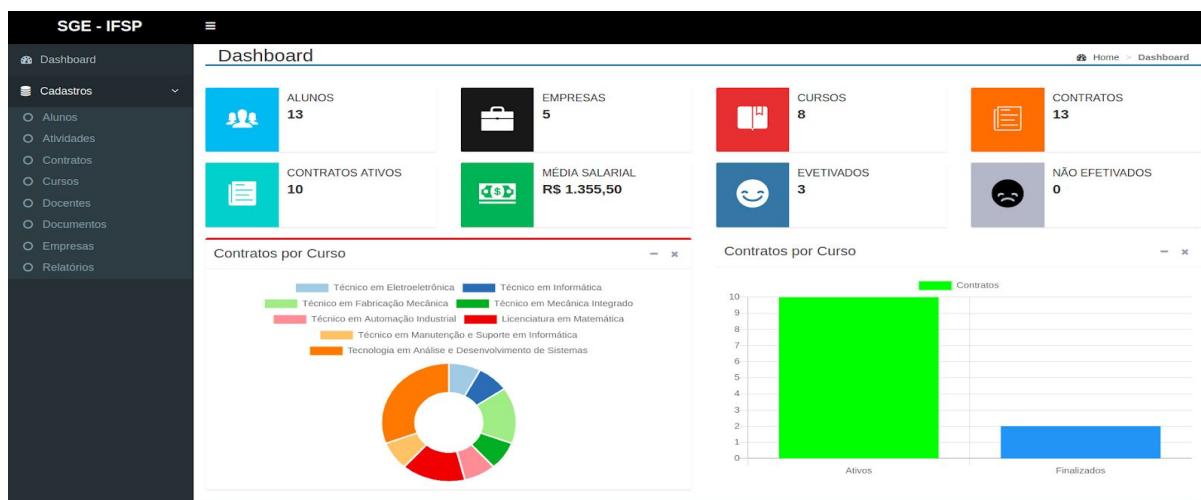 SGE - IFSP
Dashboard
Cadastros
Alunos
Atividades
Contratos
Cursos
Docentes
Documentos
Empresas
Relatórios
Dashboard
Home > Dashboard
ALUNOS
13
EMPRESAS
5
CURSOS
8
CONTRATOS
13
CONTRATOS ATIVOS
10
MÉDIA SALARIAL
R$ 1.355,50
EVETIVADOS
3
NÃO EFETIVADOS
0
Contratos por Curso
Técnico em Eletroeletrônica Técnico em Informática
Técnico em Fabricação Mecânica Técnico em Mecânica Integrado
Técnico em Automação Industrial Licenciatura em Matemática
Técnico em Manutenção e Suporte em Informática
Tecnologia em Análise e Desenvolvimento de Sistemas
Contratos por Curso
Contratos
10
9
8
7
6
5
4
3
2
1
0
Ativos Finalizados